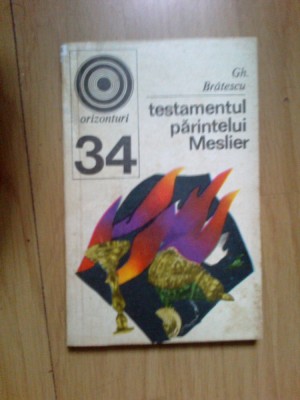 Gh.
Brătescu
orizonturi
34
testamentul
părintelui
Meslier